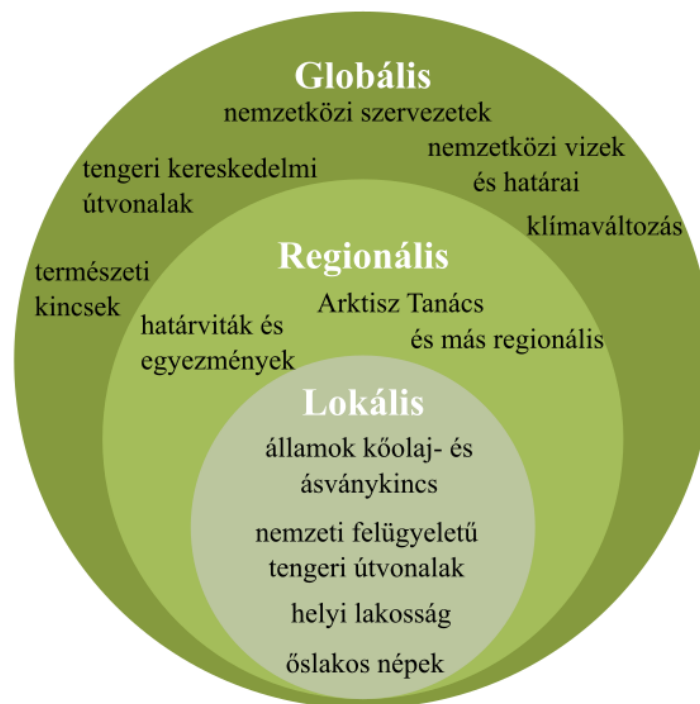 Globális
nemzetközi szervezetek
nemzetközi vizek
és határai
tengeri kereskedelmi
útvonalak
klímaváltozás
természeti
kincsek
Regionális
Arktisz Tanács
és más regionális
határviták és
egyezmények
Lokális
államok kőolaj- és
ásványkincs
nemzeti felügyeletű
tengeri útvonalak
helyi lakosság
őslakos népek